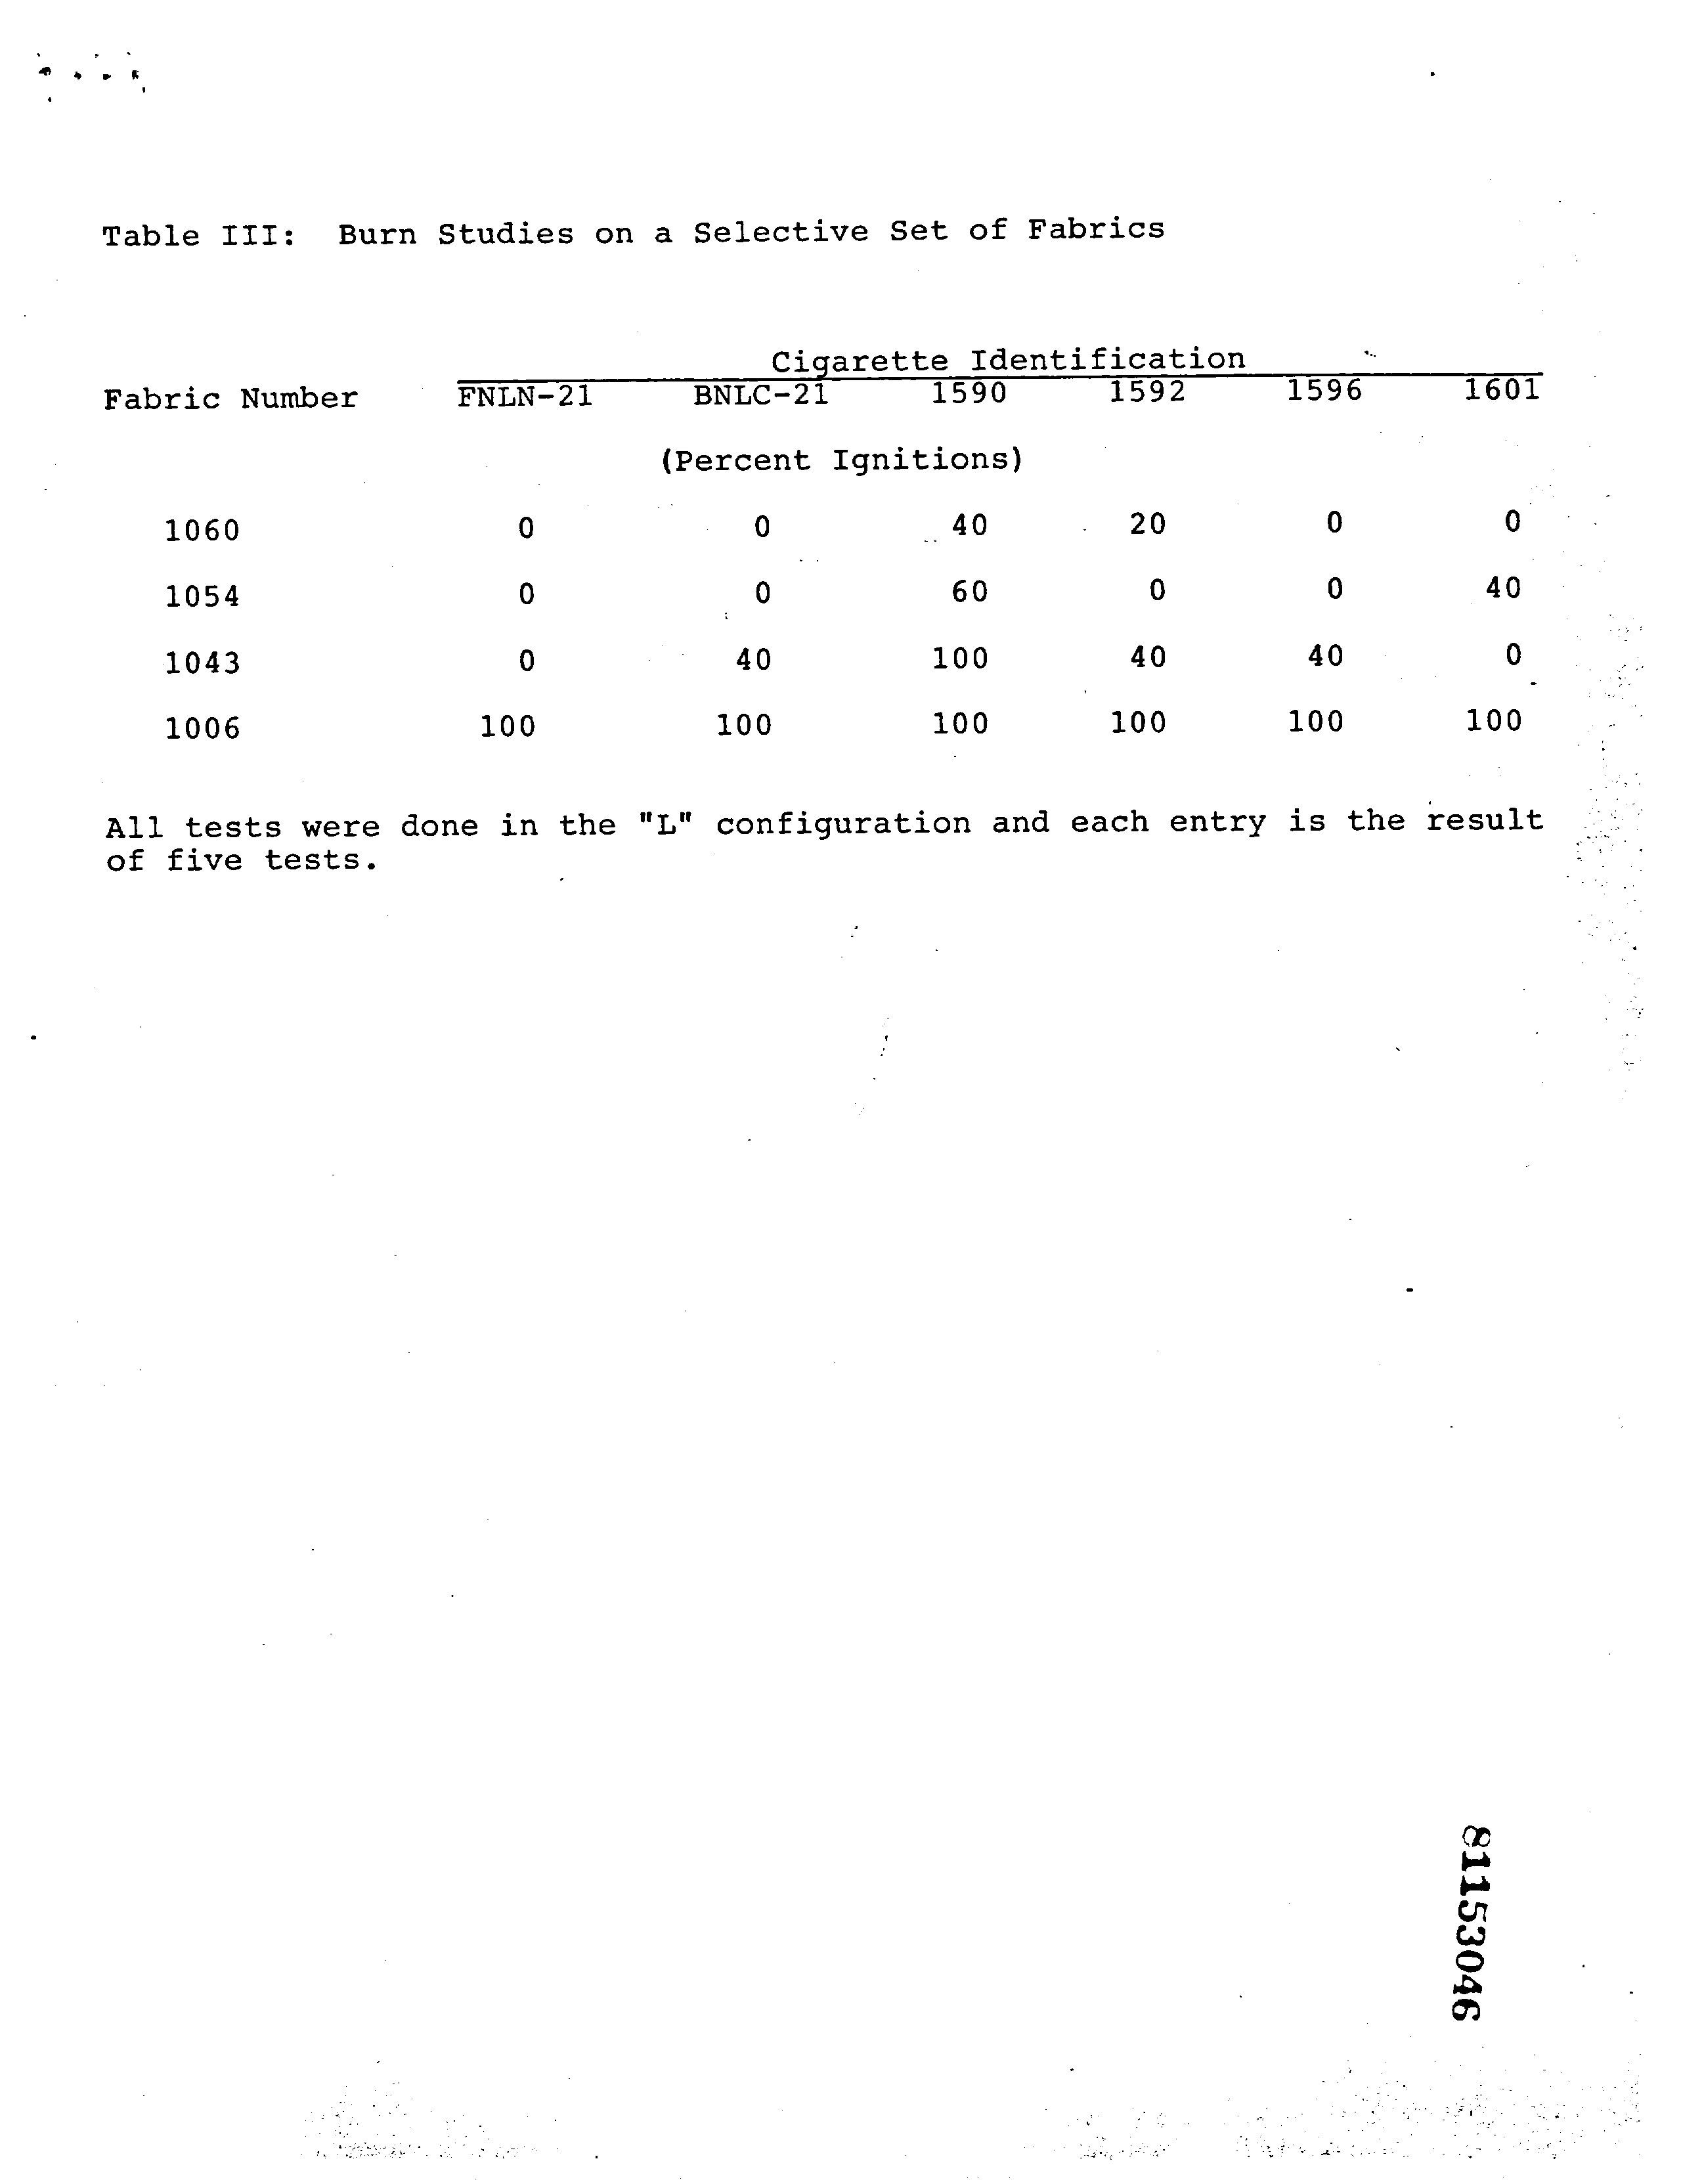 Table III: Burn Studies on a Selective Set of Fabrics
Cigarette Identification
Fabric Number FNLN-21 BNLC-21 1590 1592 1596 1601
(Percent Ignitions)
1060 0 0 40 20 0 0
1054 0 0 60 0 0 40
1043 0 40 100 40 40 0
1006 100 100 100 100 100 100
All tests were done in the "L" configuration and each entry is the result
of five tests.
81153046